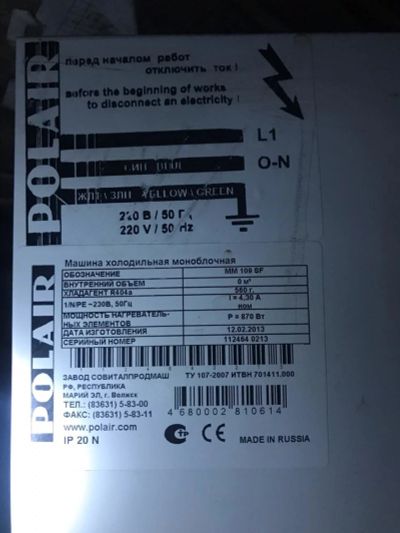 POLAIR
перед началом работ
отключить ток !
before the beginning of works
to disconnect an electricity !
L1
СИН BLUE O-N
ЖЛТ \ ЗЛН YELLOW \ GREEN
230 В / 50 Гц
220 V / 50 Hz
POLAIR
Машина холодильная моноблочная
ОБОЗНАЧЕНИЕ MM 109 SF
ВНУТРЕННИЙ ОБЪЕМ 0 м³
ХЛАДАГЕНТ R404a 560 г.
1/N/PE ~230В, 50Гц I = 4,30 А
ном
МОЩНОСТЬ НАГРЕВАТЕЛЬ-
НЫХ ЭЛЕМЕНТОВ P = 870 Вт
ДАТА ИЗГОТОВЛЕНИЯ 12.02.2013
СЕРИЙНЫЙ НОМЕР 112464 0213
ЗАВОД СОВИТАЛПРОДМАШ ТУ 107-2007 ИТВН 701411.000
РФ, РЕСПУБЛИКА
МАРИЙ ЭЛ, г. Волжск
ТЕЛ.: (83631) 5-83-00
ФАКС: (83631) 5-83-11
4 680002 810614
www.polair.com
IP 20 N
CE
MADE IN RUSSIA